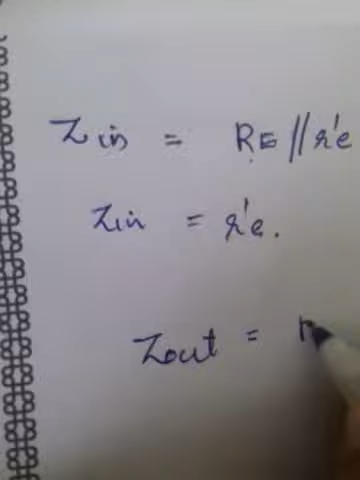 Zin = RE // r'e
Zin = r'e.
Zout =